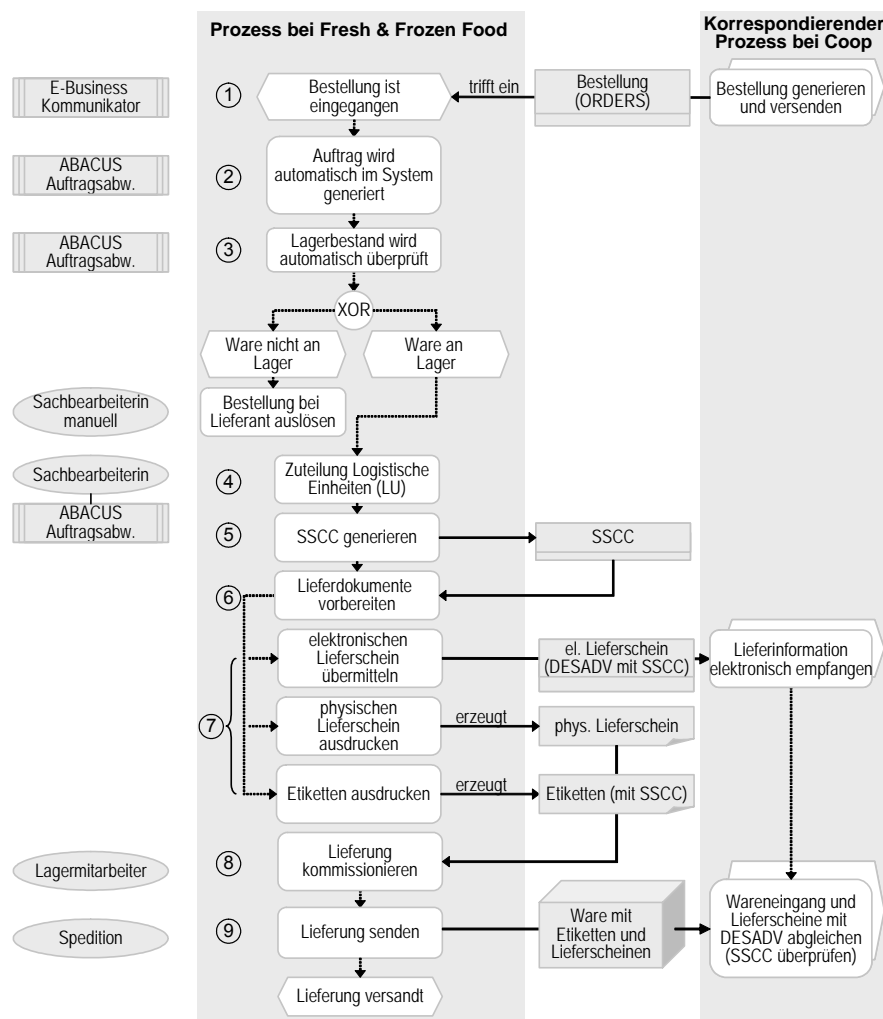 Prozess bei Fresh & Frozen Food
Korrespondierender
Prozess bei Coop
E-Business
Kommunikator
1
Bestellung ist
eingegangen
trifft ein
Bestellung
(ORDERS)
Bestellung generieren
und versenden
ABACUS
Auftragsabw.
2
Auftrag wird
automatisch im System
generiert
ABACUS
Auftragsabw.
3
Lagerbestand wird
automatisch überprüft
XOR
Ware nicht an
Lager
Ware an
Lager
Sachbearbeiterin
manuell
Bestellung bei
Lieferant auslösen
Sachbearbeiterin
4
Zuteilung Logistische
Einheiten (LU)
ABACUS
Auftragsabw.
5
SSCC generieren
SSCC
6
Lieferdokumente
vorbereiten
7
elektronischen
Lieferschein
übermitteln
el. Lieferschein
(DESADV mit SSCC)
Lieferinformation
elektronisch empfangen
physischen
Lieferschein
ausdrucken
erzeugt
phys. Lieferschein
Etiketten ausdrucken
erzeugt
Etiketten (mit SSCC)
Lagermitarbeiter
8
Lieferung
kommissionieren
Spedition
9
Lieferung senden
Ware mit
Etiketten und
Lieferscheinen
Wareneingang und
Lieferscheine mit
DESADV abgleichen
(SSCC überprüfen)
Lieferung versandt